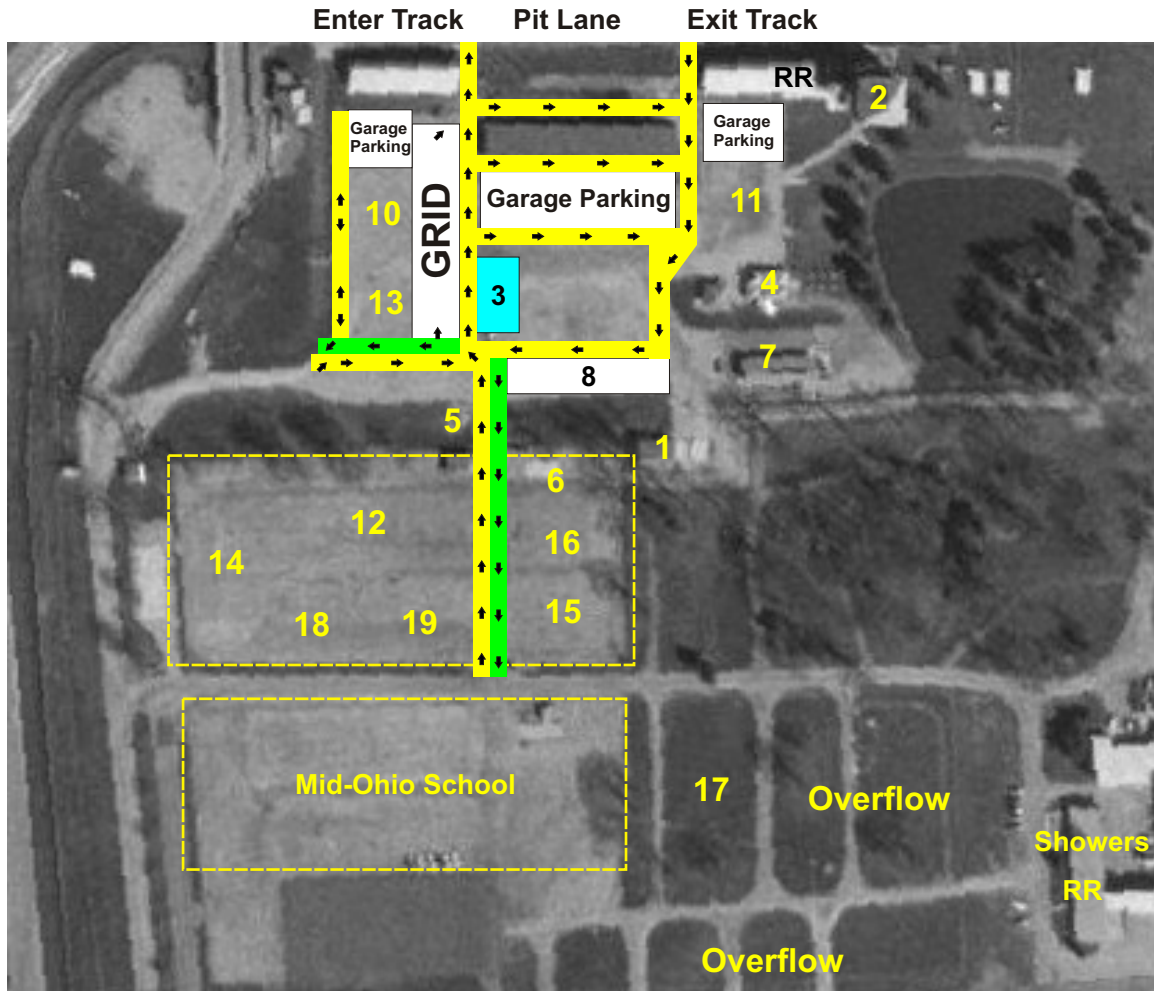 Enter Track
Pit Lane
Exit Track
RR
2
Garage
Parking
Garage
Parking
10
GRID
Garage Parking
11
13
3
4
7
8
5
1
6
12
16
14
15
18
19
Mid-Ohio School
17
Overflow
Showers
RR
Overflow